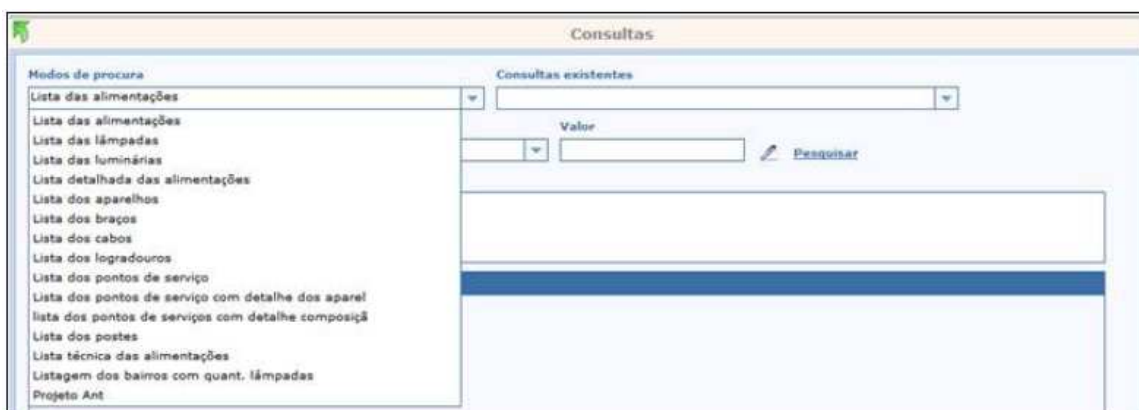 Consultas
Modos de procura
Consultas existentes
Lista das alimentações
Lista das alimentações
Lista das lâmpadas
Lista das luminárias
Lista detalhada das alimentações
Lista dos aparelhos
Lista dos braços
Lista dos cabos
Lista dos logradouros
Lista dos pontos de serviço
Lista dos pontos de serviço com detalhe dos aparel
lista dos pontos de serviços com detalhe composiçã
Lista dos postes
Lista técnica das alimentações
Listagem dos bairros com quant. lâmpadas
Projeto Ant
Valor
Pesquisar